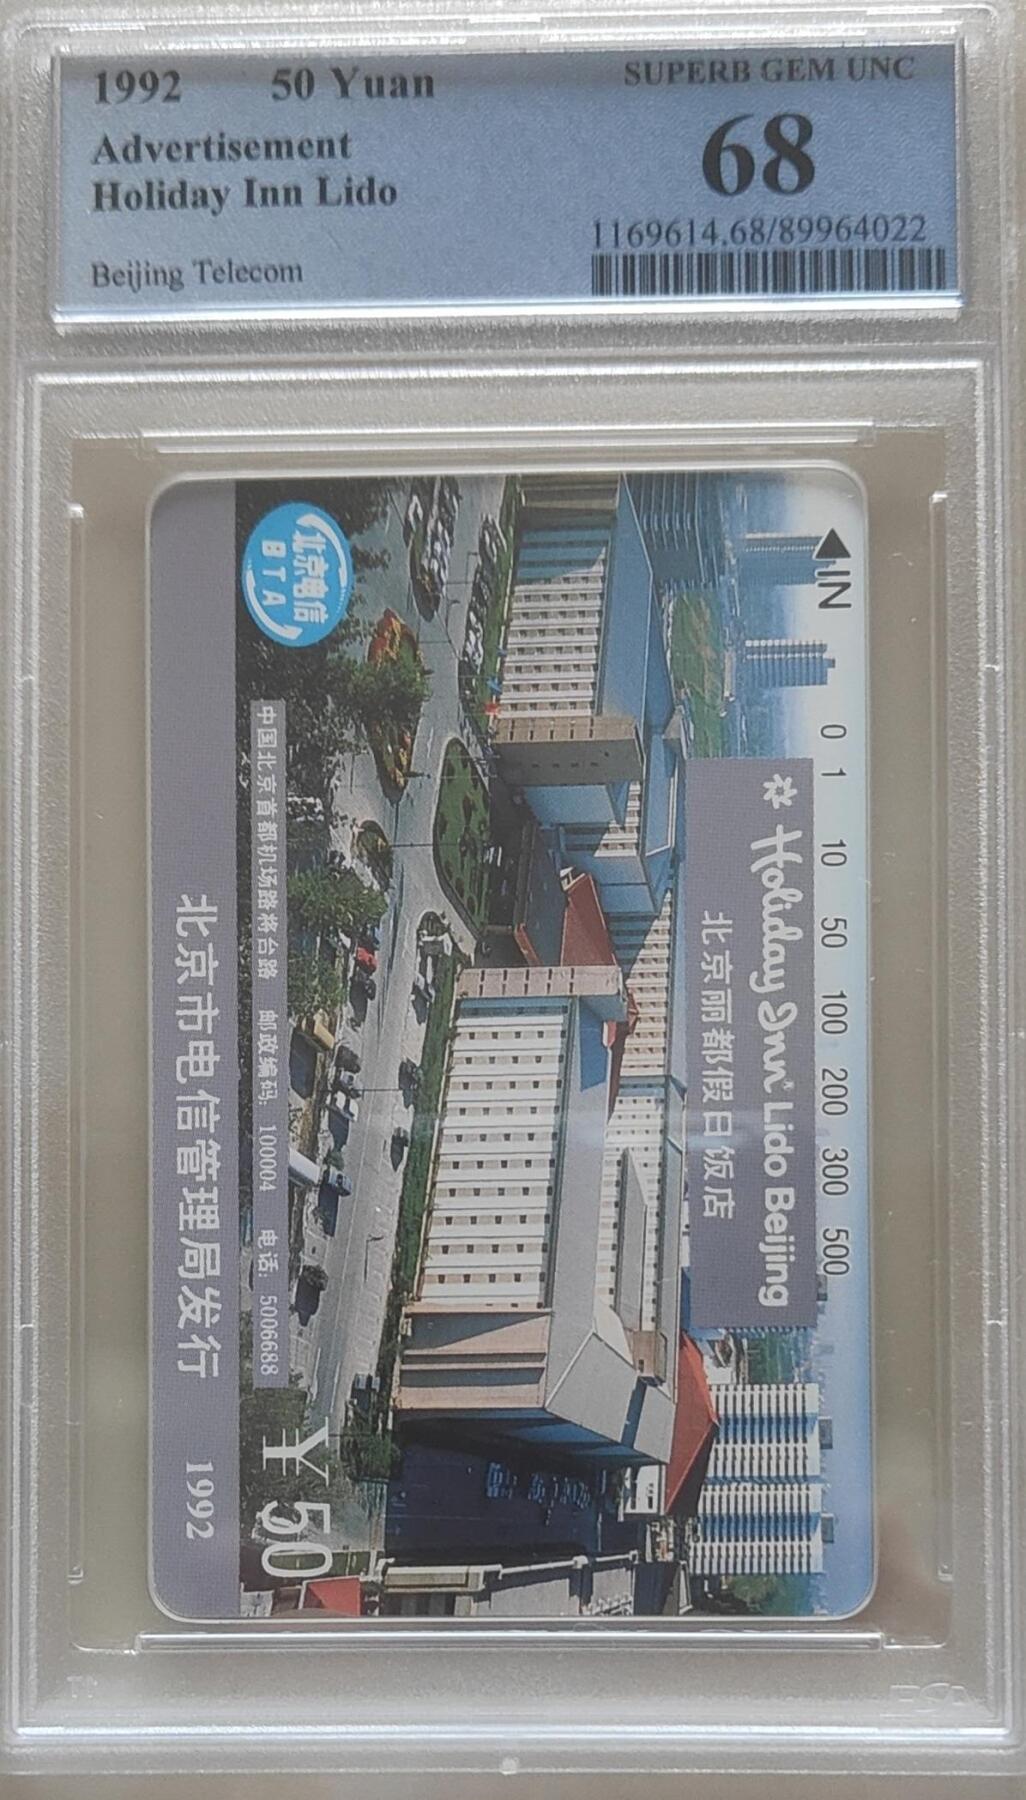 1992 50 Yuan
SUPERB GEM UNC
Advertisement
68
Holiday Inn Lido
1169614.68/89964022
Beijing Telecom
IN 0 1 10 50 100 200 300 500
Holiday Inn® Lido Beijing
北京丽都假日饭店
北京电信
BTA
中国北京首都机场路将台路 邮政编码: 100004 电话: 5006688
¥50
北京市电信管理局发行 1992